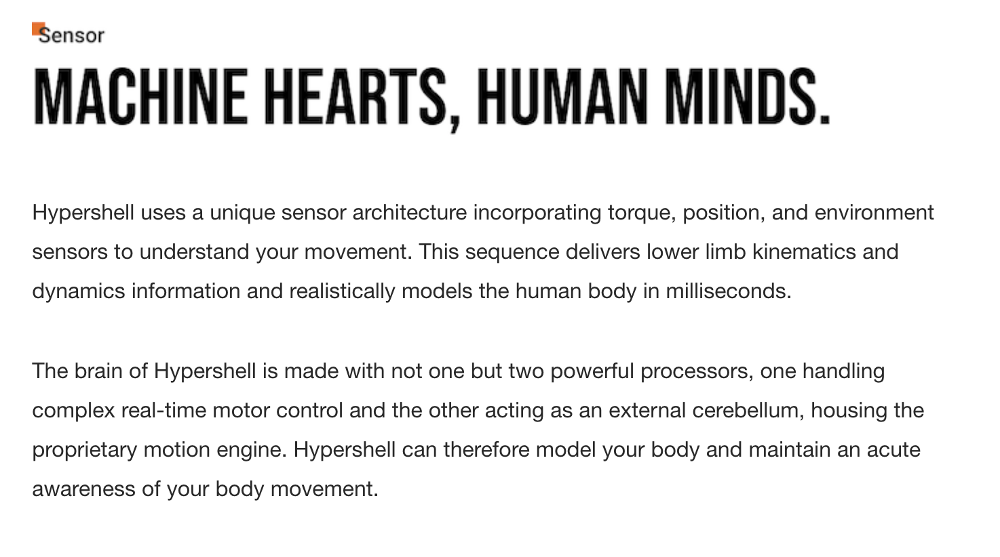 Sensor
MACHINE HEARTS, HUMAN MINDS.
Hypershell uses a unique sensor architecture incorporating torque, position, and environment
sensors to understand your movement. This sequence delivers lower limb kinematics and
dynamics information and realistically models the human body in milliseconds.
The brain of Hypershell is made with not one but two powerful processors, one handling
complex real-time motor control and the other acting as an external cerebellum, housing the
proprietary motion engine. Hypershell can therefore model your body and maintain an acute
awareness of your body movement.